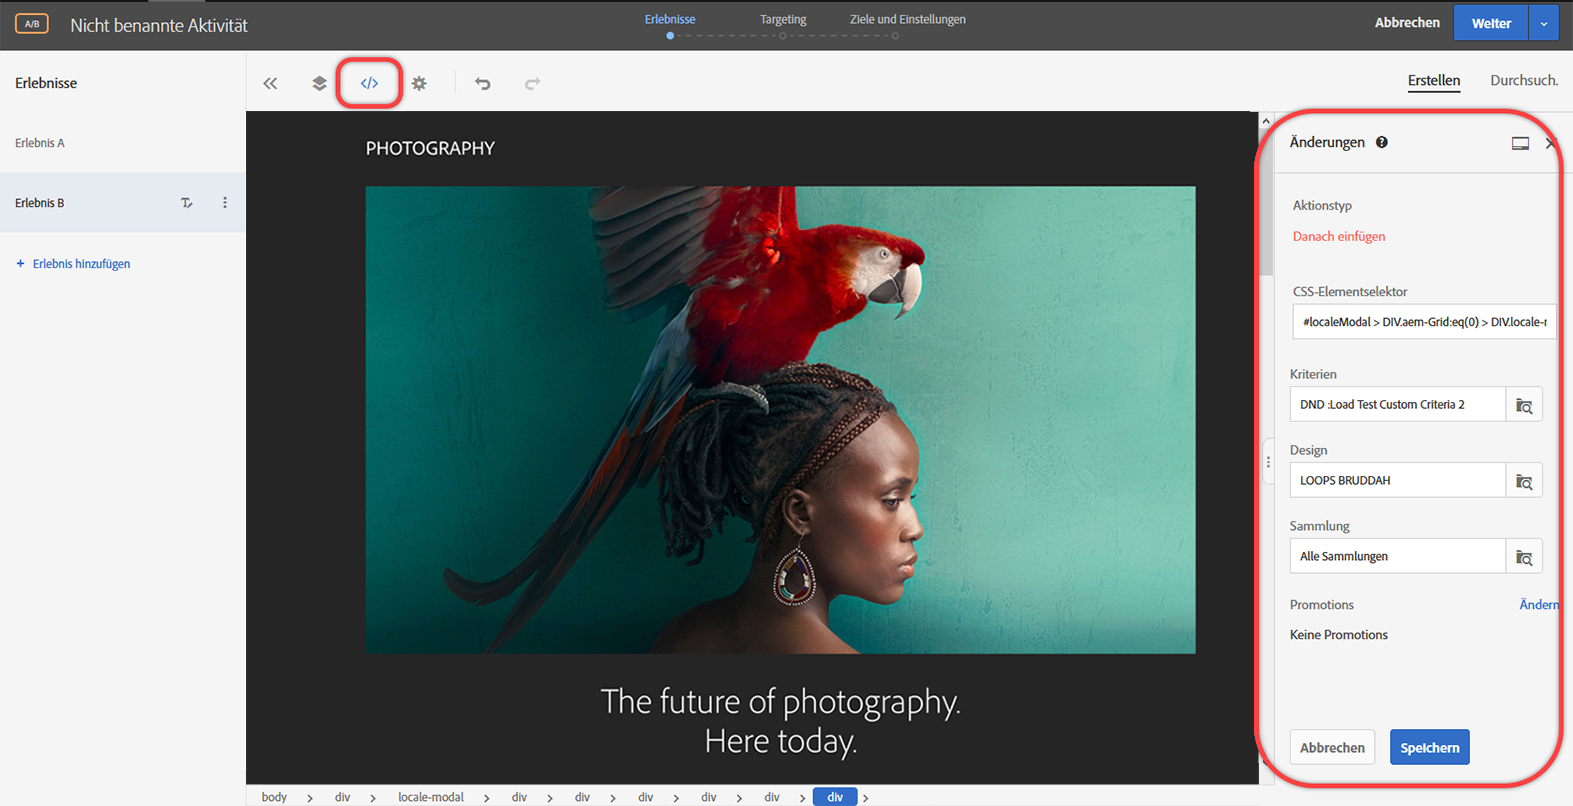 A/B
Nicht benannte Aktivität
Erlebnisse
Targeting
Ziele und Einstellungen
Abbrechen
Weiter
Erlebnisse
Erstellen
Durchsuch.
Erlebnis A
Erlebnis B
+ Erlebnis hinzufügen
PHOTOGRAPHY
The future of photography.
Here today.
Änderungen
Aktionstyp
Danach einfügen
CSS-Elementselektor
#localeModal > DIV.aem-Grid:eq(0) > DIV.locale-r
Kriterien
DND :Load Test Custom Criteria 2
Design
LOOPS BRUDDAH
Sammlung
Alle Sammlungen
Promotions
Ändern
Keine Promotions
Abbrechen
Speichern
body > div > locale-modal > div > div > div > div > div > div >